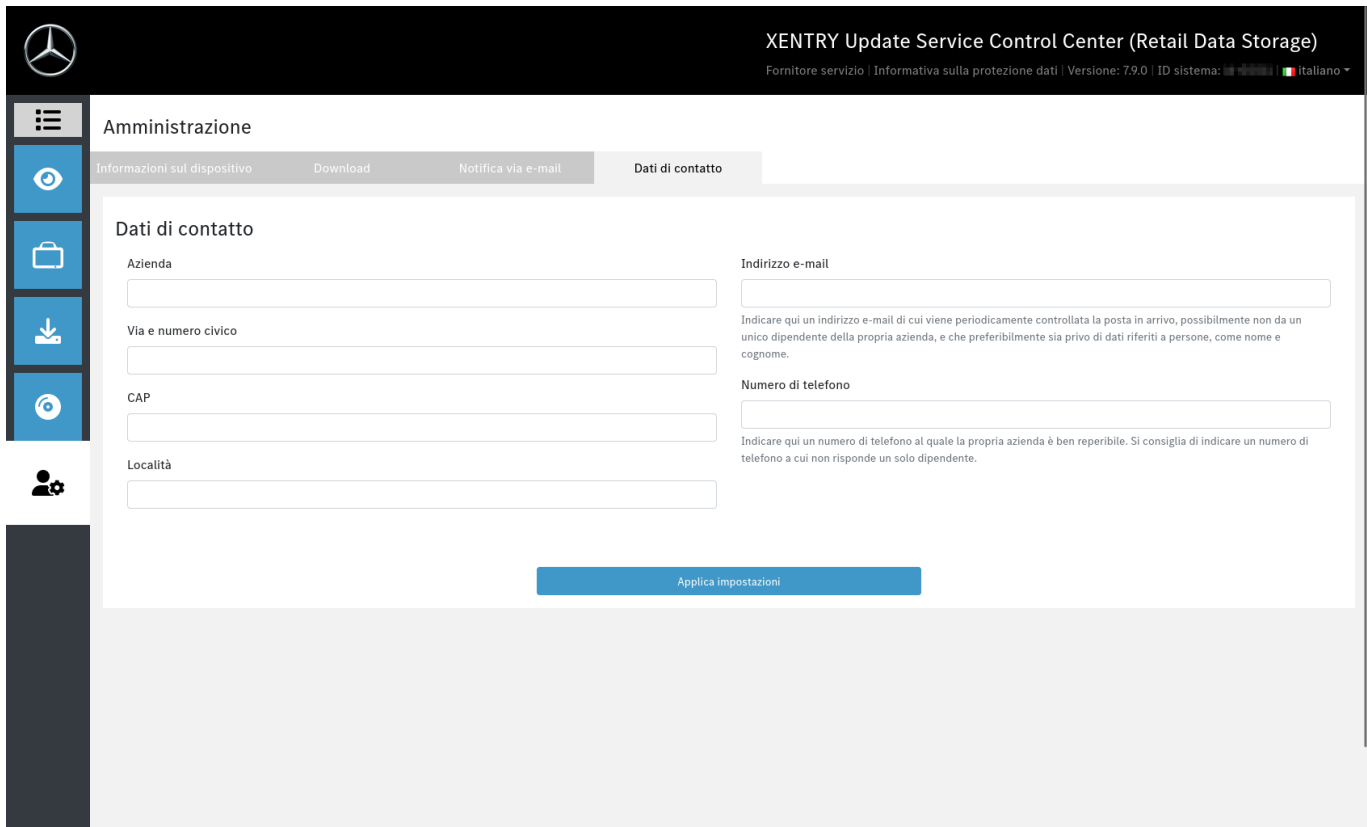 XENTRY Update Service Control Center (Retail Data Storage)
Fornitore servizio | Informativa sulla protezione dati | Versione: 7.9.0 | ID sistema: | italiano
Amministrazione
Informazioni sul dispositivo Download Notifica via e-mail Dati di contatto
Dati di contatto
Azienda
Via e numero civico
CAP
Località
Indirizzo e-mail
Indicare qui un indirizzo e-mail di cui viene periodicamente controllata la posta in arrivo, possibilmente non da un
unico dipendente della propria azienda, e che preferibilmente sia privo di dati riferiti a persone, come nome e
cognome.
Numero di telefono
Indicare qui un numero di telefono al quale la propria azienda è ben reperibile. Si consiglia di indicare un numero di
telefono a cui non risponde un solo dipendente.
Applica impostazioni